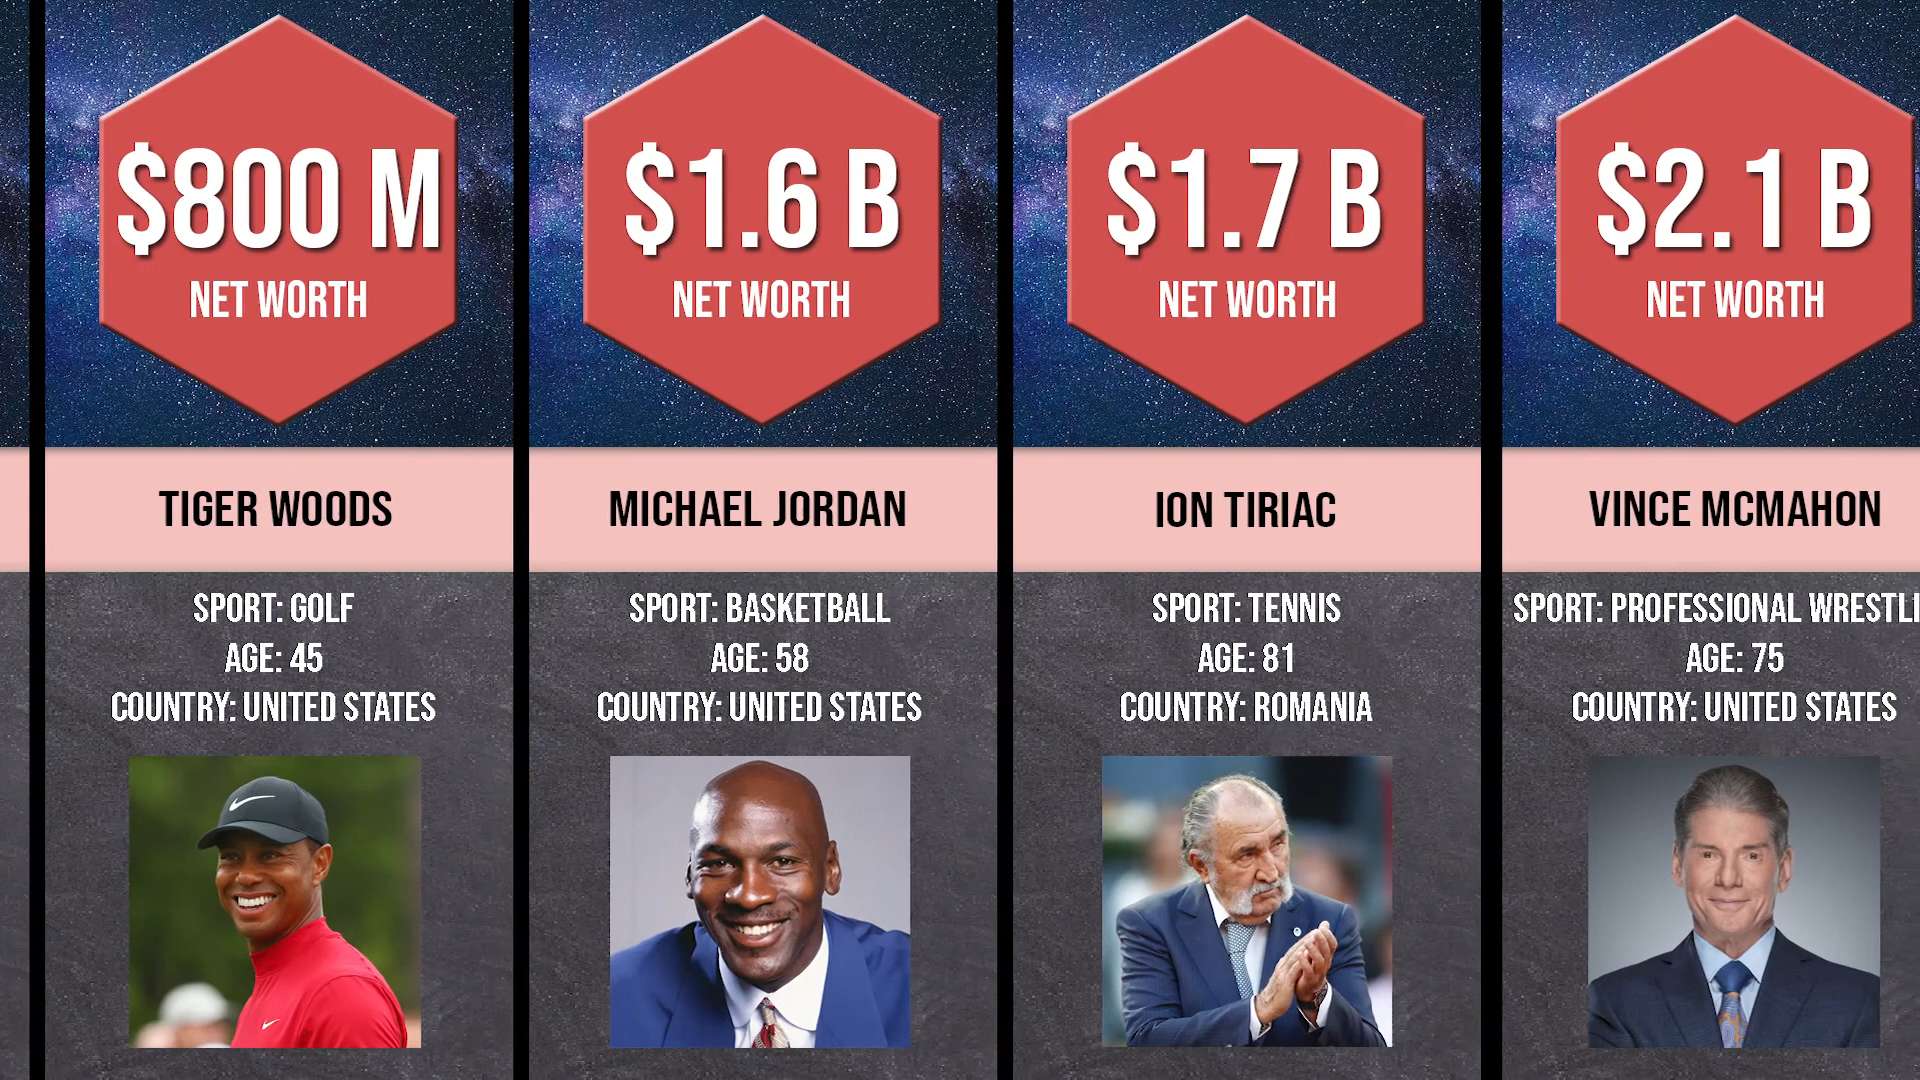 $800 M
NET WORTH
TIGER WOODS
SPORT: GOLF
AGE: 45
COUNTRY: UNITED STATES
$1.6 B
NET WORTH
MICHAEL JORDAN
SPORT: BASKETBALL
AGE: 58
COUNTRY: UNITED STATES
$1.7 B
NET WORTH
ION TIRIAC
SPORT: TENNIS
AGE: 81
COUNTRY: ROMANIA
$2.1 B
NET WORTH
VINCE MCMAHON
SPORT: PROFESSIONAL WRESTLI
AGE: 75
COUNTRY: UNITED STATES